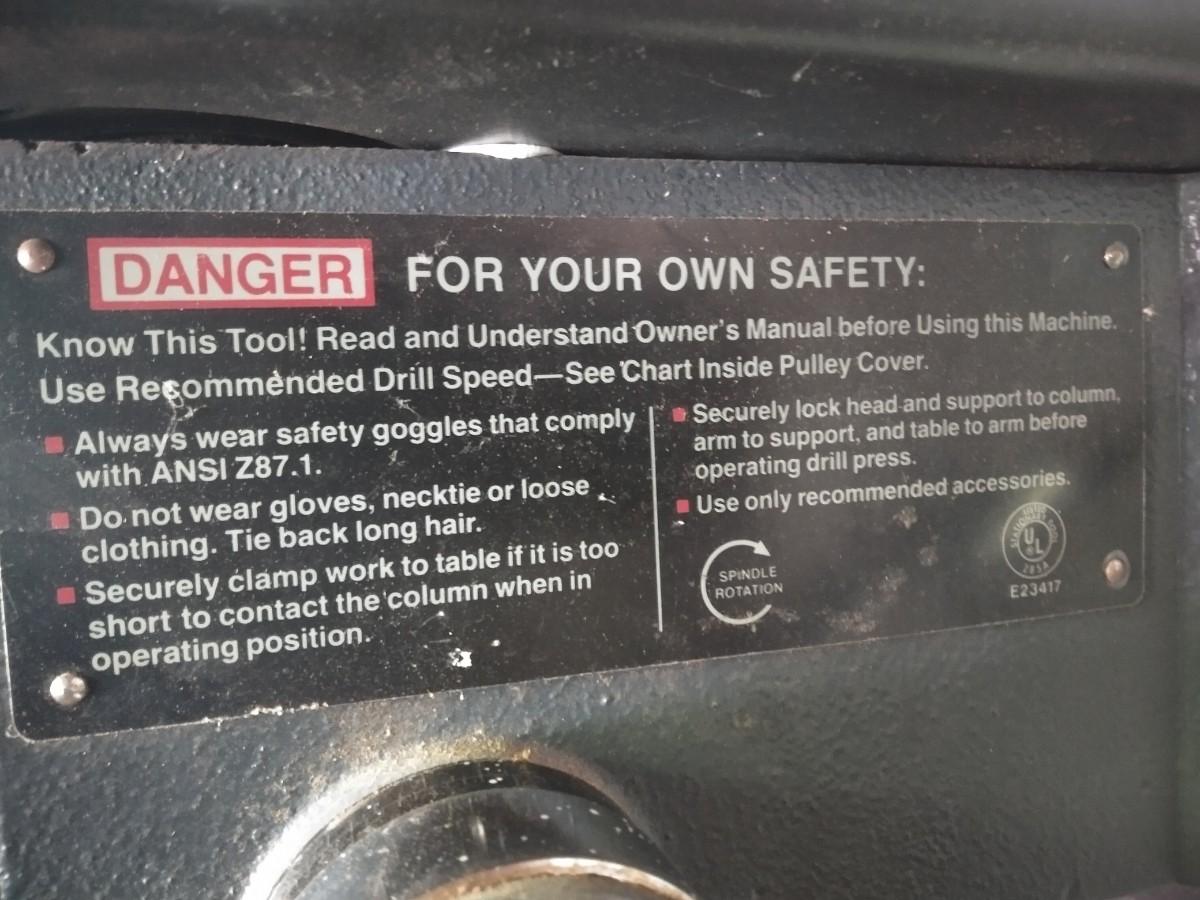 DANGER FOR YOUR OWN SAFETY:
Know This Tool! Read and Understand Owner's Manual before Using this Machine.
Use Recommended Drill Speed—See Chart Inside Pulley Cover.
Always wear safety goggles that comply
with ANSI Z87.1.
Do not wear gloves, necktie or loose
clothing. Tie back long hair.
Securely clamp work to table if it is too
short to contact the column when in
operating position.
Securely lock head and support to column,
arm to support, and table to arm before
operating drill press.
Use only recommended accessories.
SPINDLE
ROTATION
LISTED
STATIONARY TOOL
UL
285A
E23417